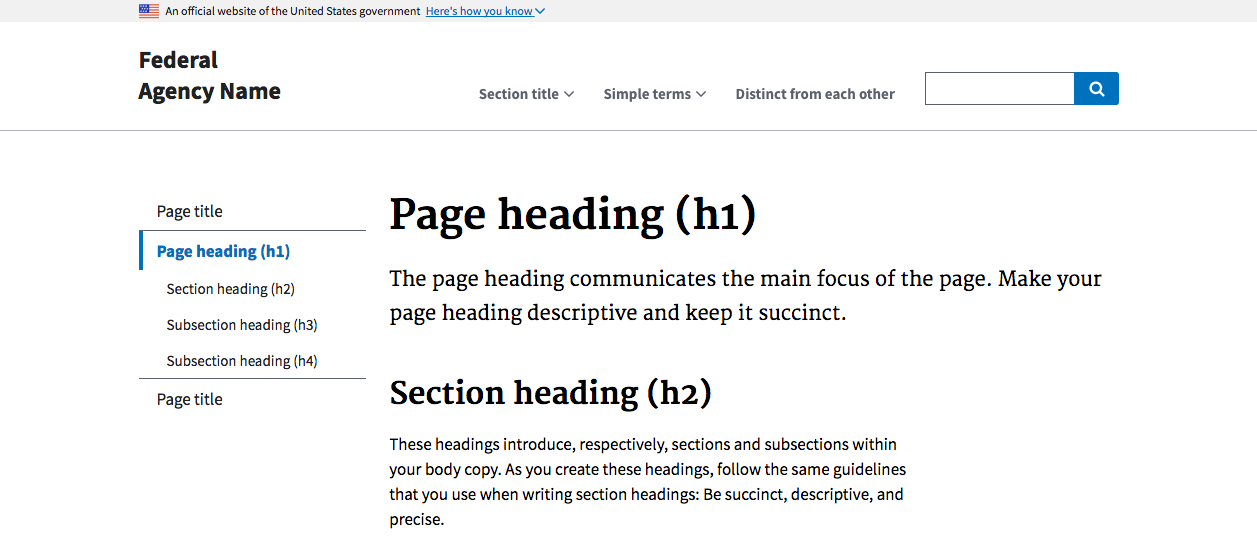 An official website of the United States government Here's how you know
Federal
Agency Name
Section title Simple terms Distinct from each other
Page title
Page heading (h1)
Section heading (h2)
Subsection heading (h3)
Subsection heading (h4)
Page title
Page heading (h1)
The page heading communicates the main focus of the page. Make your
page heading descriptive and keep it succinct.
Section heading (h2)
These headings introduce, respectively, sections and subsections within
your body copy. As you create these headings, follow the same guidelines
that you use when writing section headings: Be succinct, descriptive, and
precise.